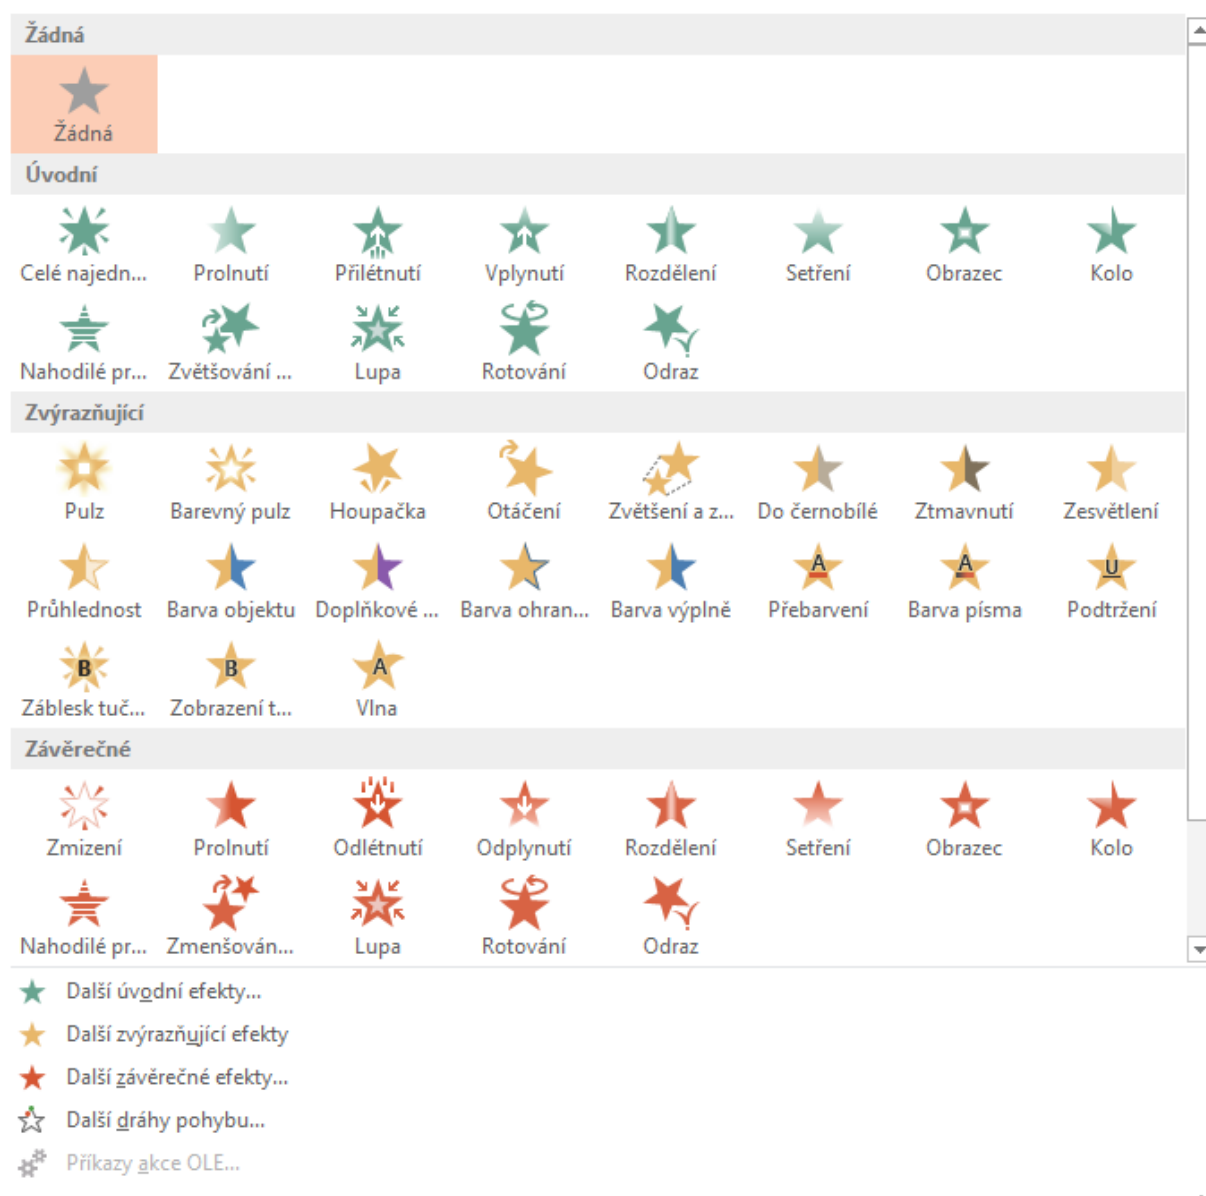 Žádná
Žádná
Úvodní
Celé najedn... Prolnutí Přilétnutí Vplynutí Rozdělení Setření Obrazec Kolo
Nahodilé pr... Zvětšování ... Lupa Rotování Odraz
Zvýrazňující
Pulz Barevný pulz Houpačka Otáčení Zvětšení a z... Do černobílé Ztmavnutí Zesvětlení
A A U
Průhlednost Barva objektu Doplňkové ... Barva ohran... Barva výplně Přebarvení Barva písma Podtržení
B B A
Záblesk tuč... Zobrazení t... Vlna
Závěrečné
Zmizení Prolnutí Odlétnutí Odplynutí Rozdělení Setření Obrazec Kolo
Nahodilé pr... Zmenšován... Lupa Rotování Odraz
Další úvodní efekty...
Další zvýrazňující efekty
Další závěrečné efekty...
Další dráhy pohybu...
Příkazy akce OLE...